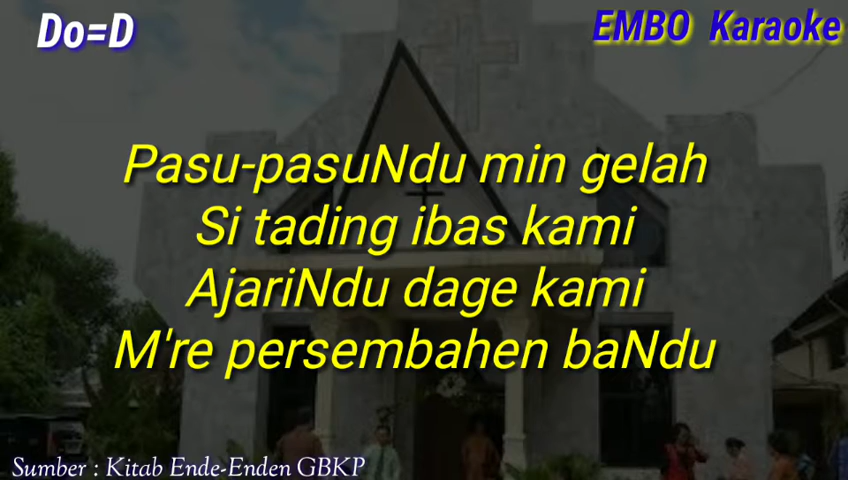 Do=D
EMBO Karaoke
Pasu-pasuNdu min gelah
Si tading ibas kami
AjariNdu dage kami
M're persembahen baNdu
Sumber : Kitab Ende-Enden GBKP